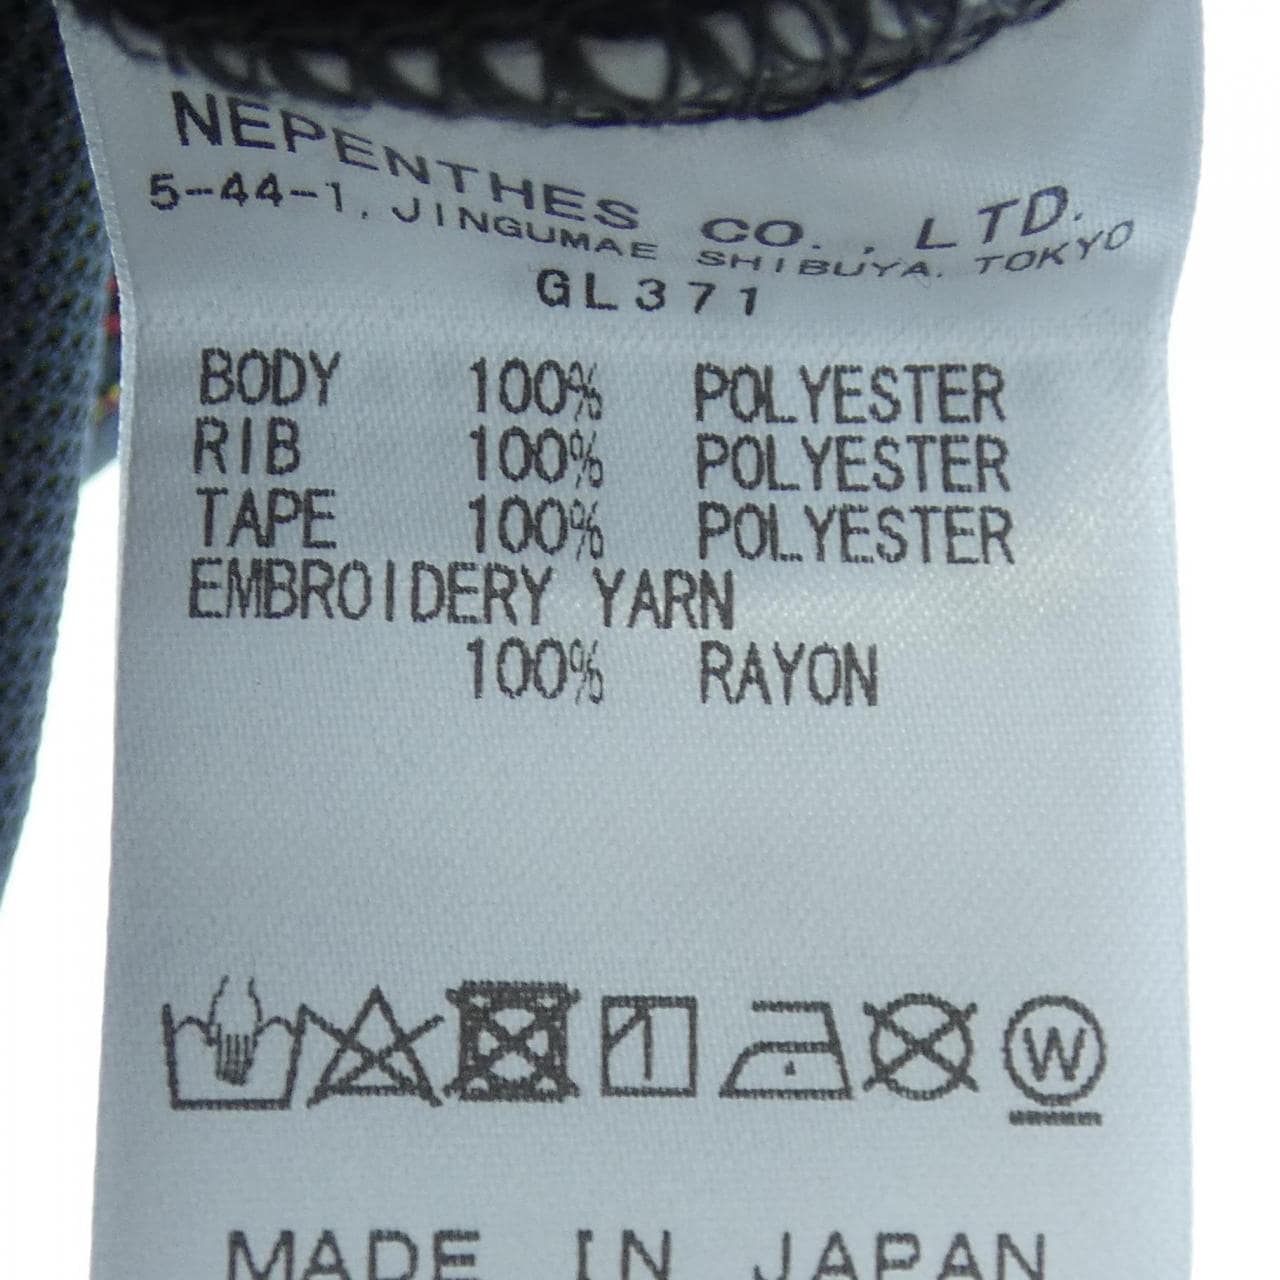 NEPENTHES CO., LTD.
5-44-1, JINGUMAE SHIBUYA, TOKYO
GL371
BODY 100% POLYESTER
RIB 100% POLYESTER
TAPE 100% POLYESTER
EMBROIDERY YARN
100% RAYON
W
MADE IN JAPAN